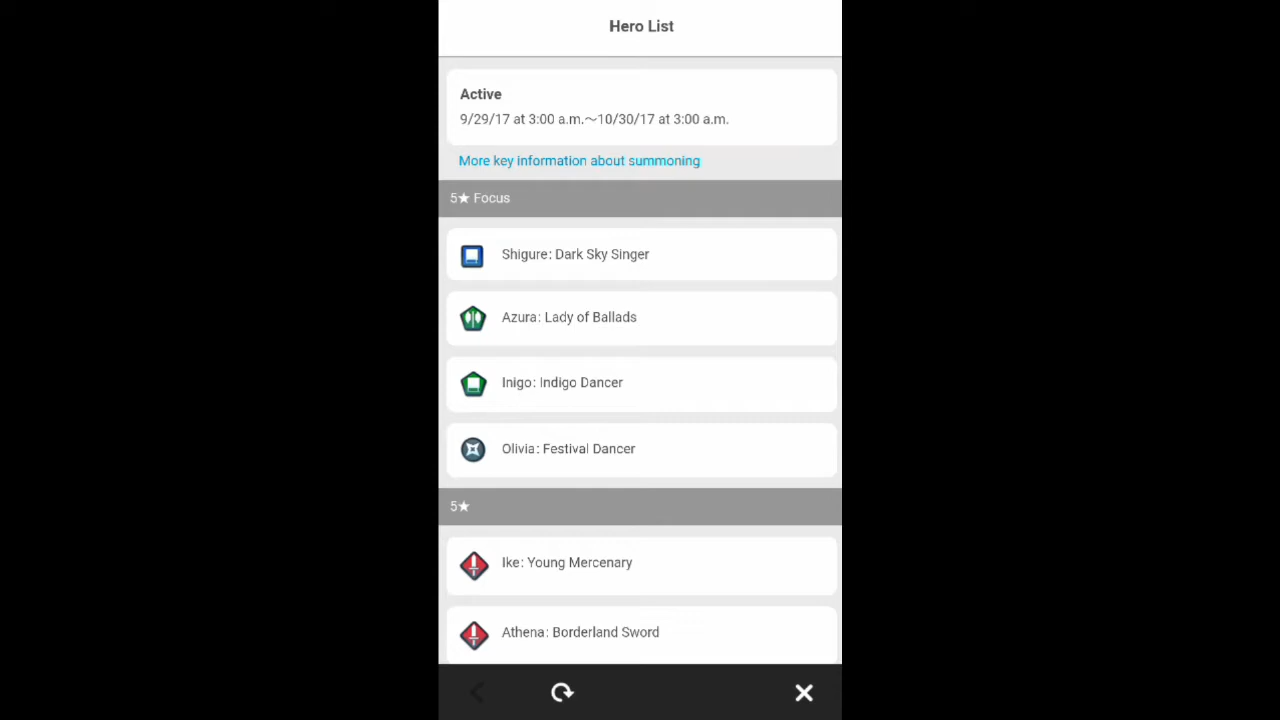 Hero List
Active
9/29/17 at 3:00 a.m.～10/30/17 at 3:00 a.m.
More key information about summoning
5★ Focus
Shigure: Dark Sky Singer
Azura: Lady of Ballads
Inigo: Indigo Dancer
Olivia: Festival Dancer
5★
Ike: Young Mercenary
Athena: Borderland Sword